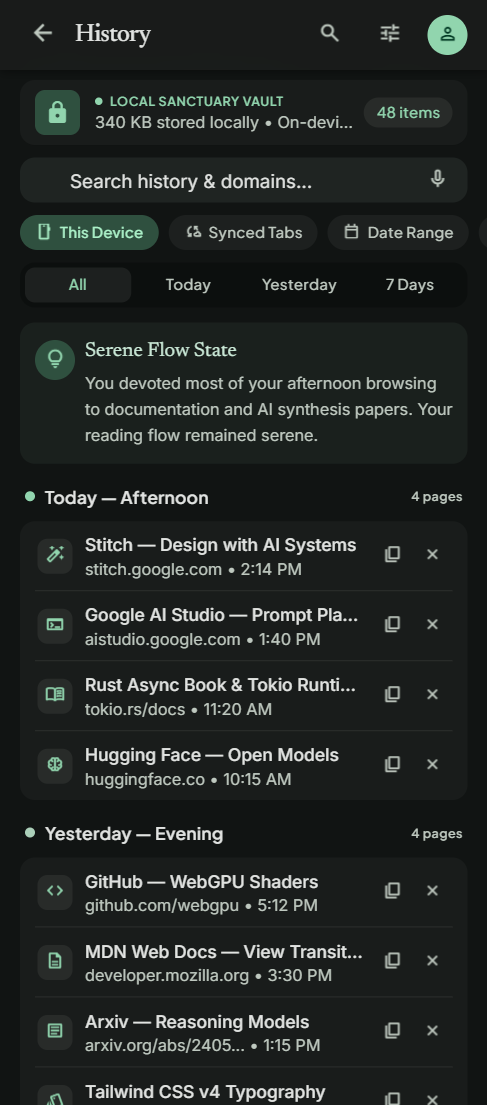 History
LOCAL SANCTUARY VAULT
340 KB stored locally • On-devi...
48 items
Search history & domains...
This Device
Synced Tabs
Date Range
All
Today
Yesterday
7 Days
Serene Flow State
You devoted most of your afternoon browsing
to documentation and AI synthesis papers. Your
reading flow remained serene.
Today — Afternoon
4 pages
Stitch — Design with AI Systems
stitch.google.com • 2:14 PM
Google AI Studio — Prompt Pla...
aistudio.google.com • 1:40 PM
Rust Async Book & Tokio Runti...
tokio.rs/docs • 11:20 AM
Hugging Face — Open Models
huggingface.co • 10:15 AM
Yesterday — Evening
4 pages
GitHub — WebGPU Shaders
github.com/webgpu • 5:12 PM
MDN Web Docs — View Transit...
developer.mozilla.org • 3:30 PM
Arxiv — Reasoning Models
arxiv.org/abs/2405... • 1:15 PM
Tailwind CSS v4 Typography